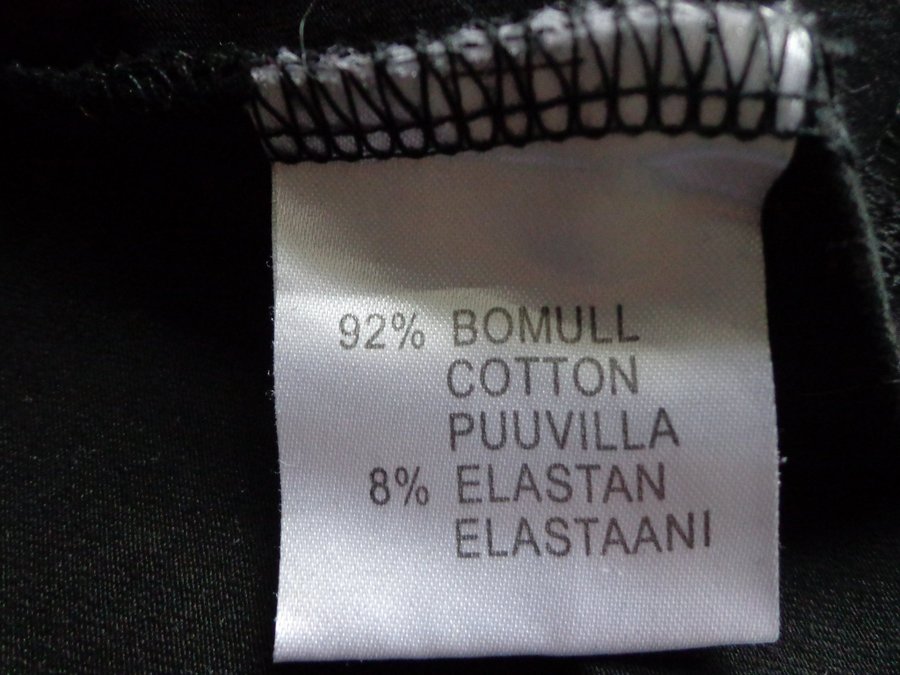 92% BOMULL
COTTON
PUUVILLA
8% ELASTAN
ELASTAANI